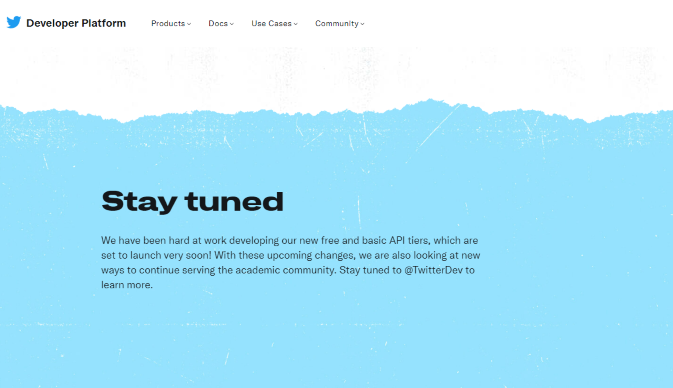 Developer Platform Products Docs Use Cases Community
Stay tuned
We have been hard at work developing our new free and basic API tiers, which are
set to launch very soon! With these upcoming changes, we are also looking at new
ways to continue serving the academic community. Stay tuned to @TwitterDev to
learn more.